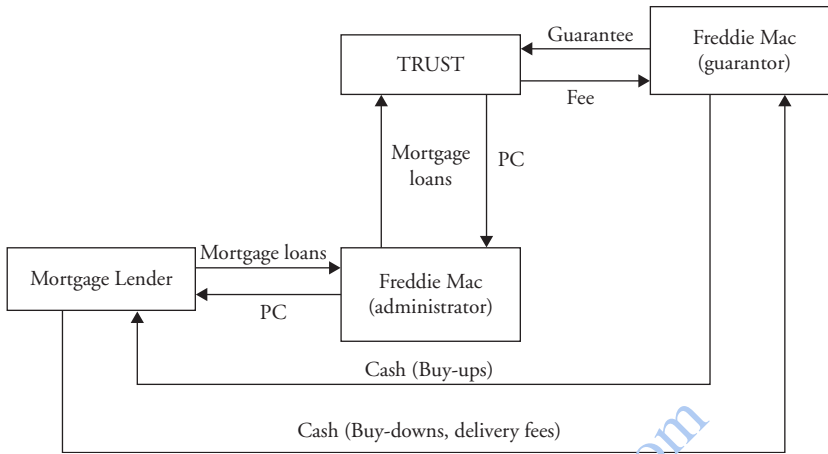 Guarantee
Freddie Mac
(guarantor)
TRUST
Fee
Mortgage
loans
PC
Mortgage loans
Mortgage Lender
Freddie Mac
(administrator)
PC
Cash (Buy-ups)
Cash (Buy-downs, delivery fees)
om